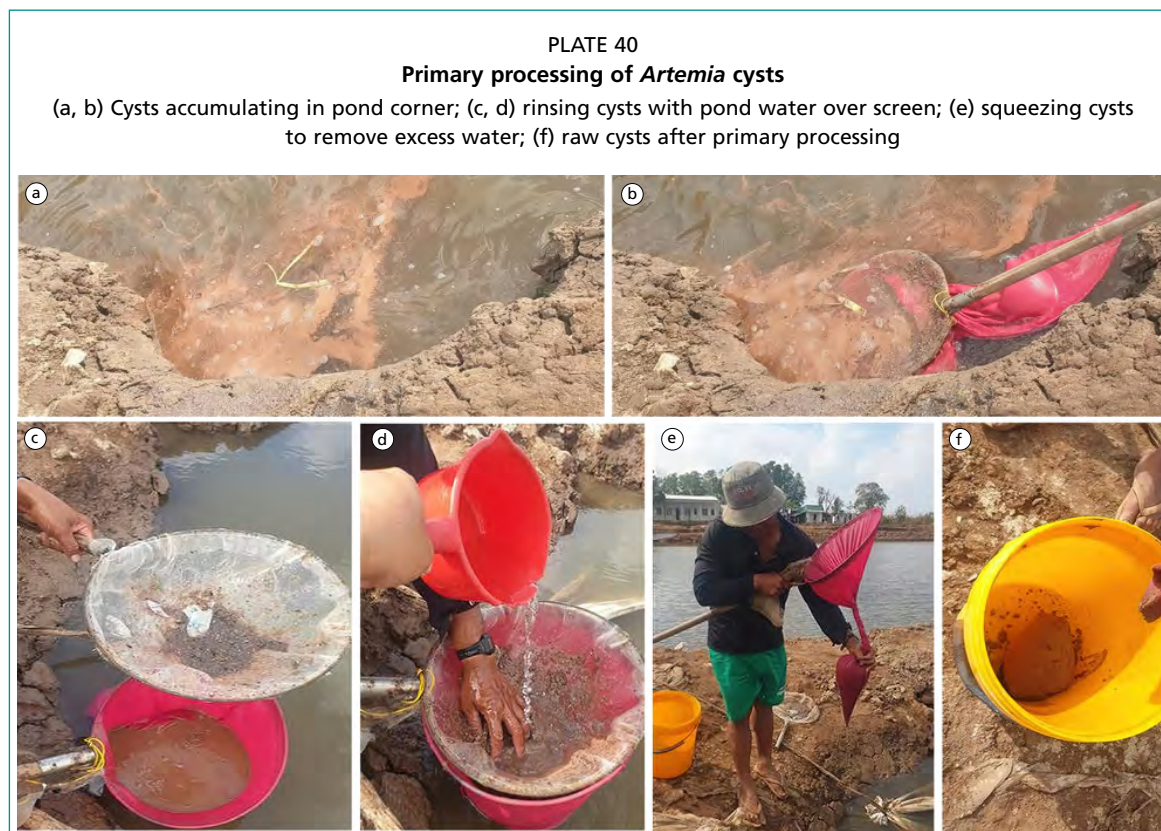 PLATE 40
Primary processing of Artemia cysts
(a, b) Cysts accumulating in pond corner; (c, d) rinsing cysts with pond water over screen; (e) squeezing cysts
to remove excess water; (f) raw cysts after primary processing
a
b
c
d
e
f